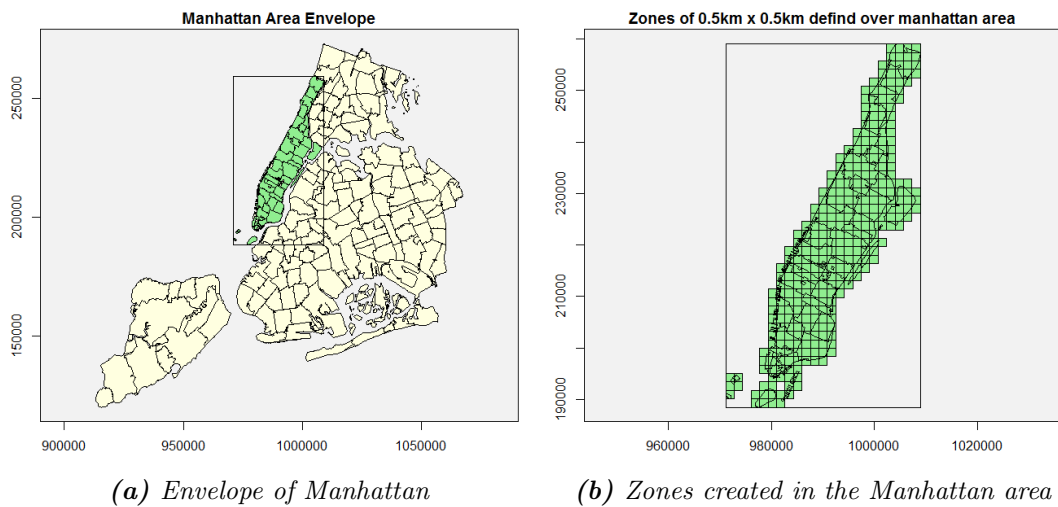 Manhattan Area Envelope
250000
200000
150000
900000 950000 1000000 1050000
(a) Envelope of Manhattan
Zones of 0.5km x 0.5km defind over manhattan area
250000
230000
210000
190000
960000 980000 1000000 1020000
(b) Zones created in the Manhattan area